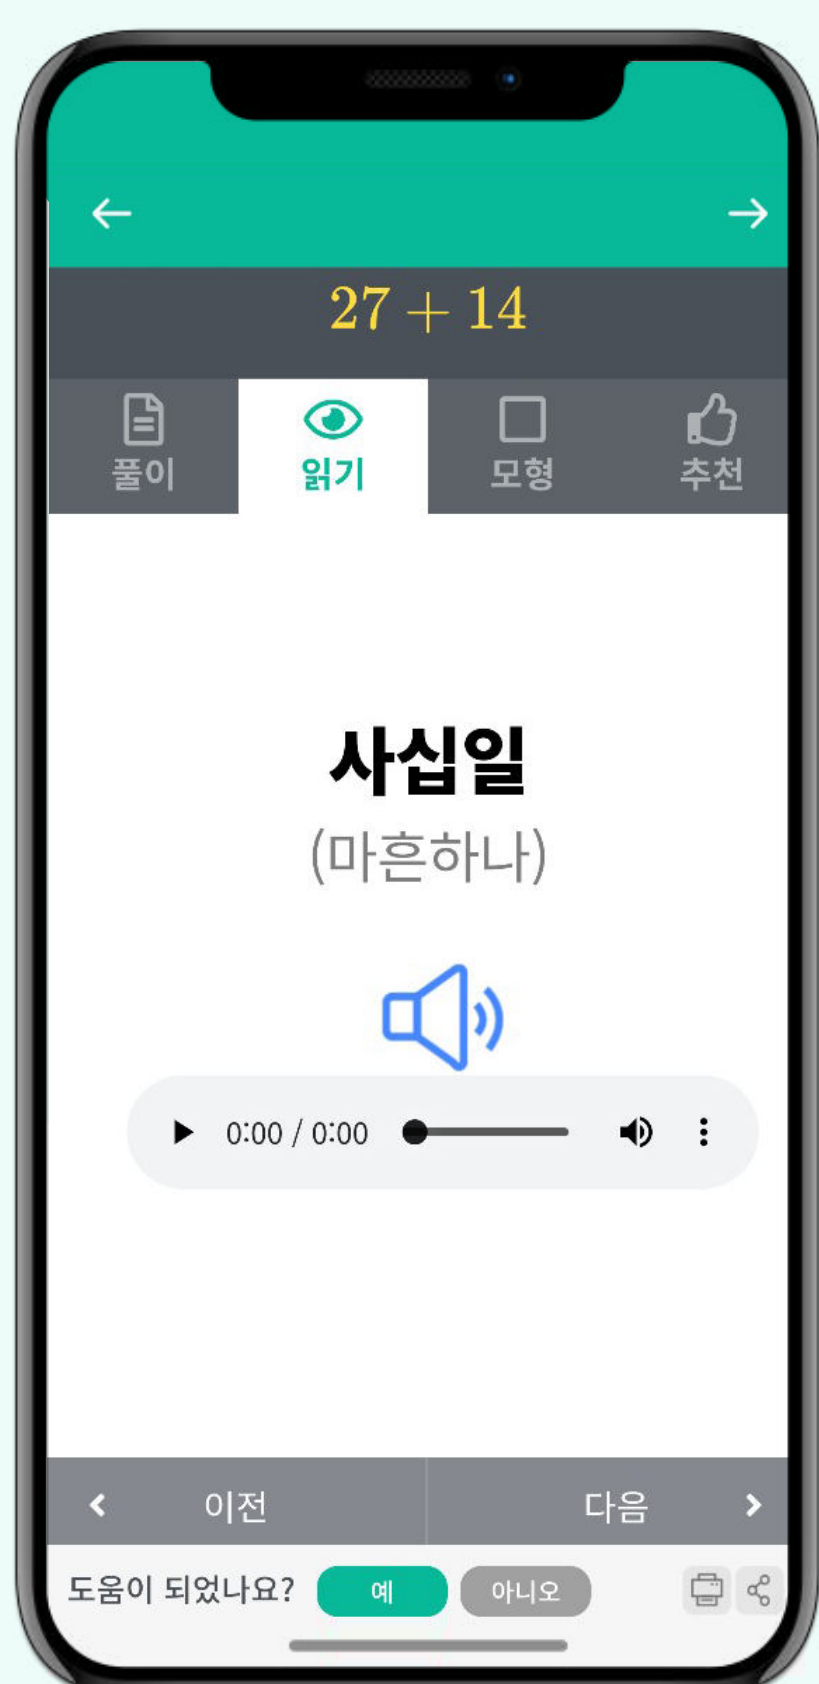 27 + 14
풀이 읽기 모형 추천
사십일
(마흔하나)
0:00 / 0:00
이전 다음
도움이 되었나요? 예 아니오